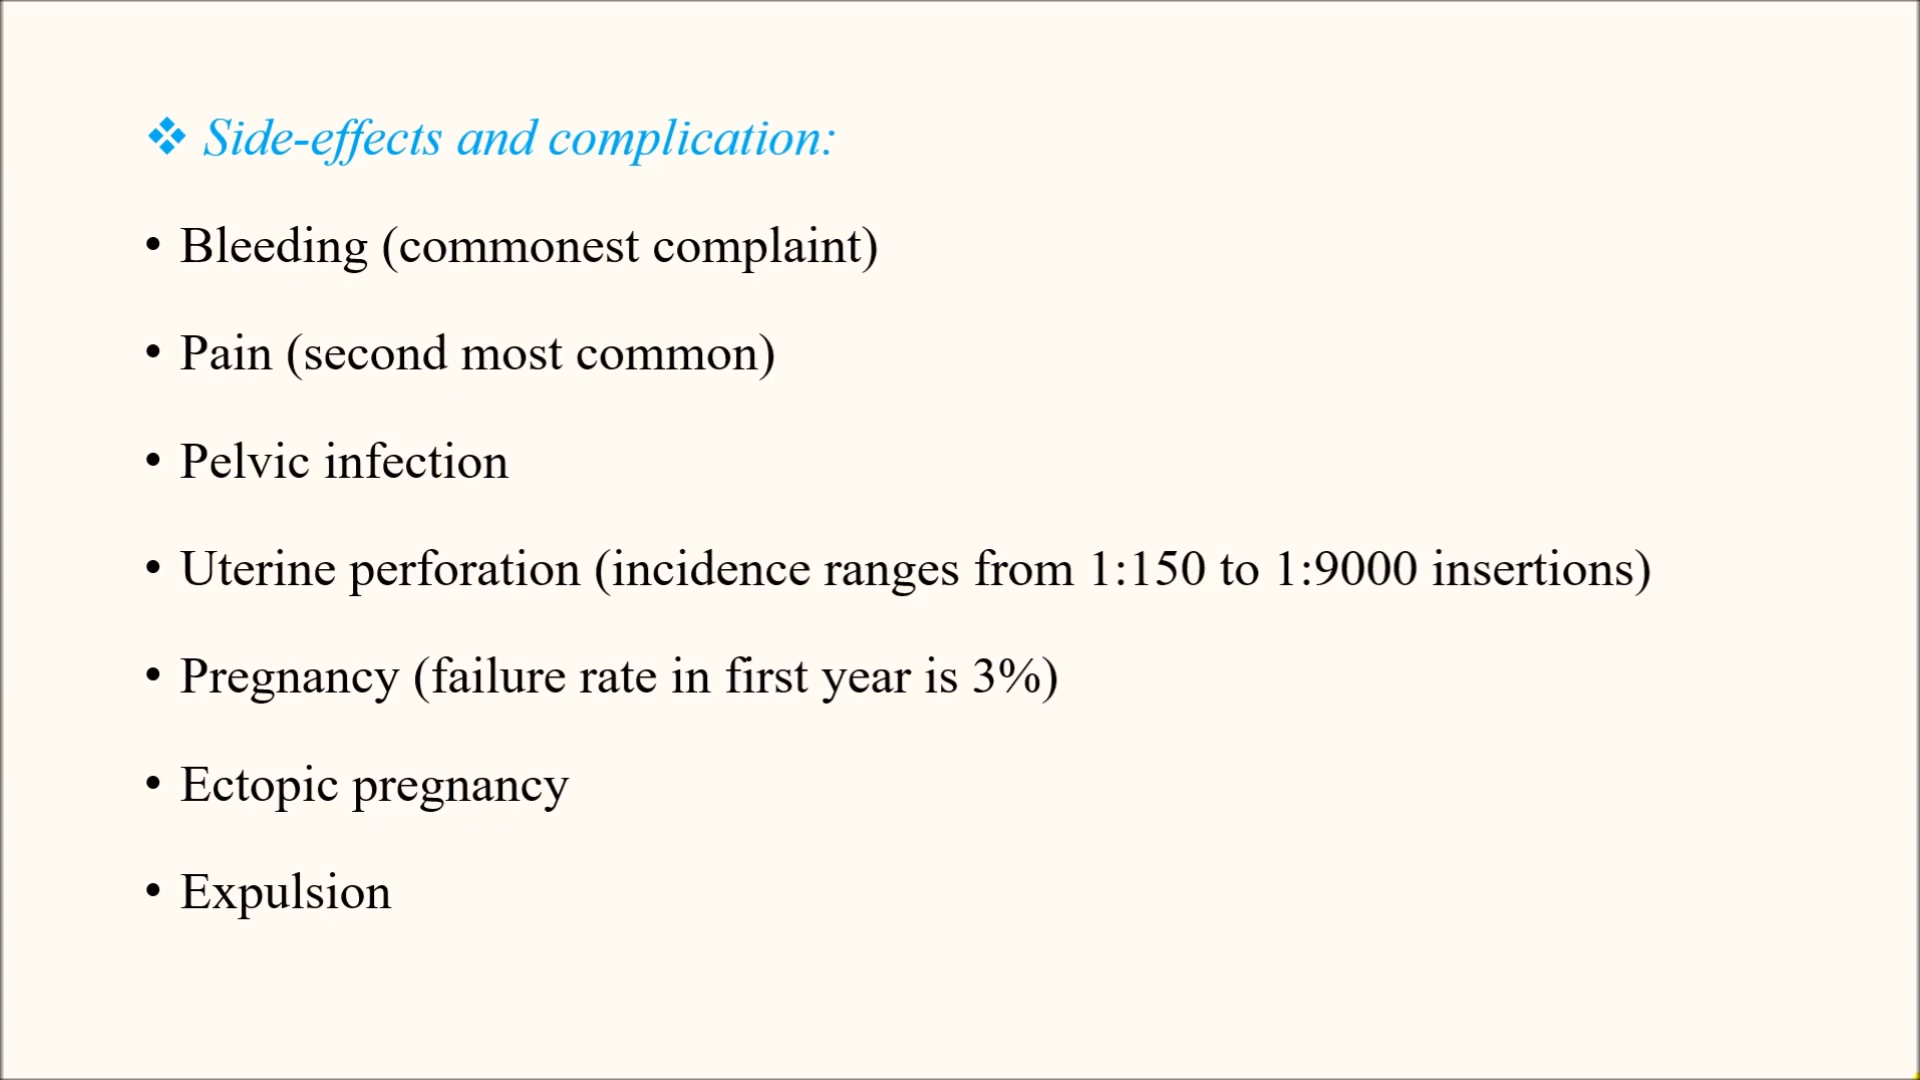 ❖ Side-effects and complication:
• Bleeding (commonest complaint)
• Pain (second most common)
• Pelvic infection
• Uterine perforation (incidence ranges from 1:150 to 1:9000 insertions)
• Pregnancy (failure rate in first year is 3%)
• Ectopic pregnancy
• Expulsion